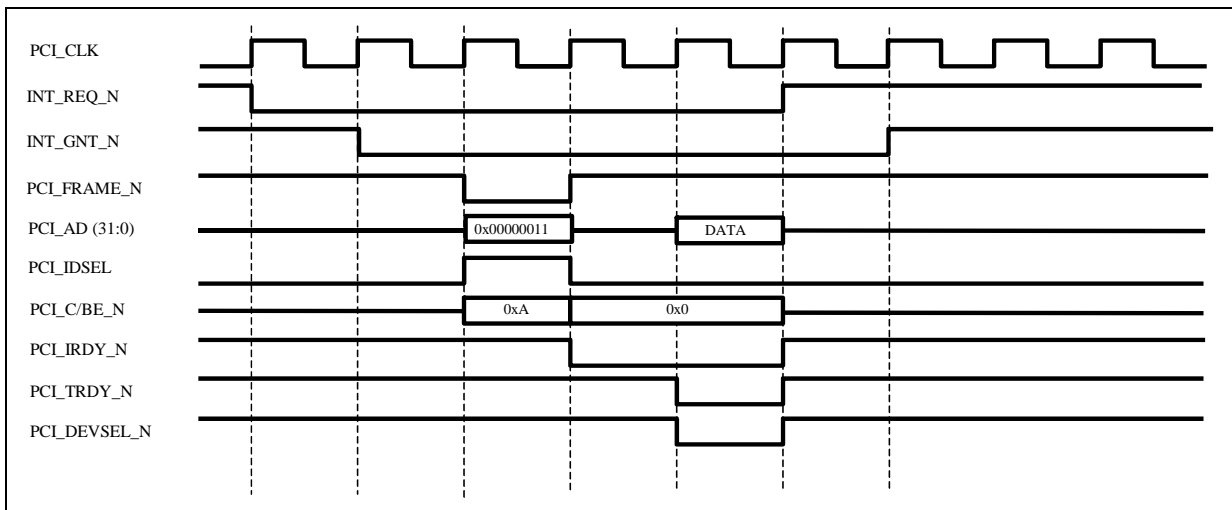 PCI_CLK
INT_REQ_N
INT_GNT_N
PCI_FRAME_N
PCI_AD (31:0) 0x00000011 DATA
PCI_IDSEL
PCI_C/BE_N 0xA 0x0
PCI_IRDY_N
PCI_TRDY_N
PCI_DEVSEL_N